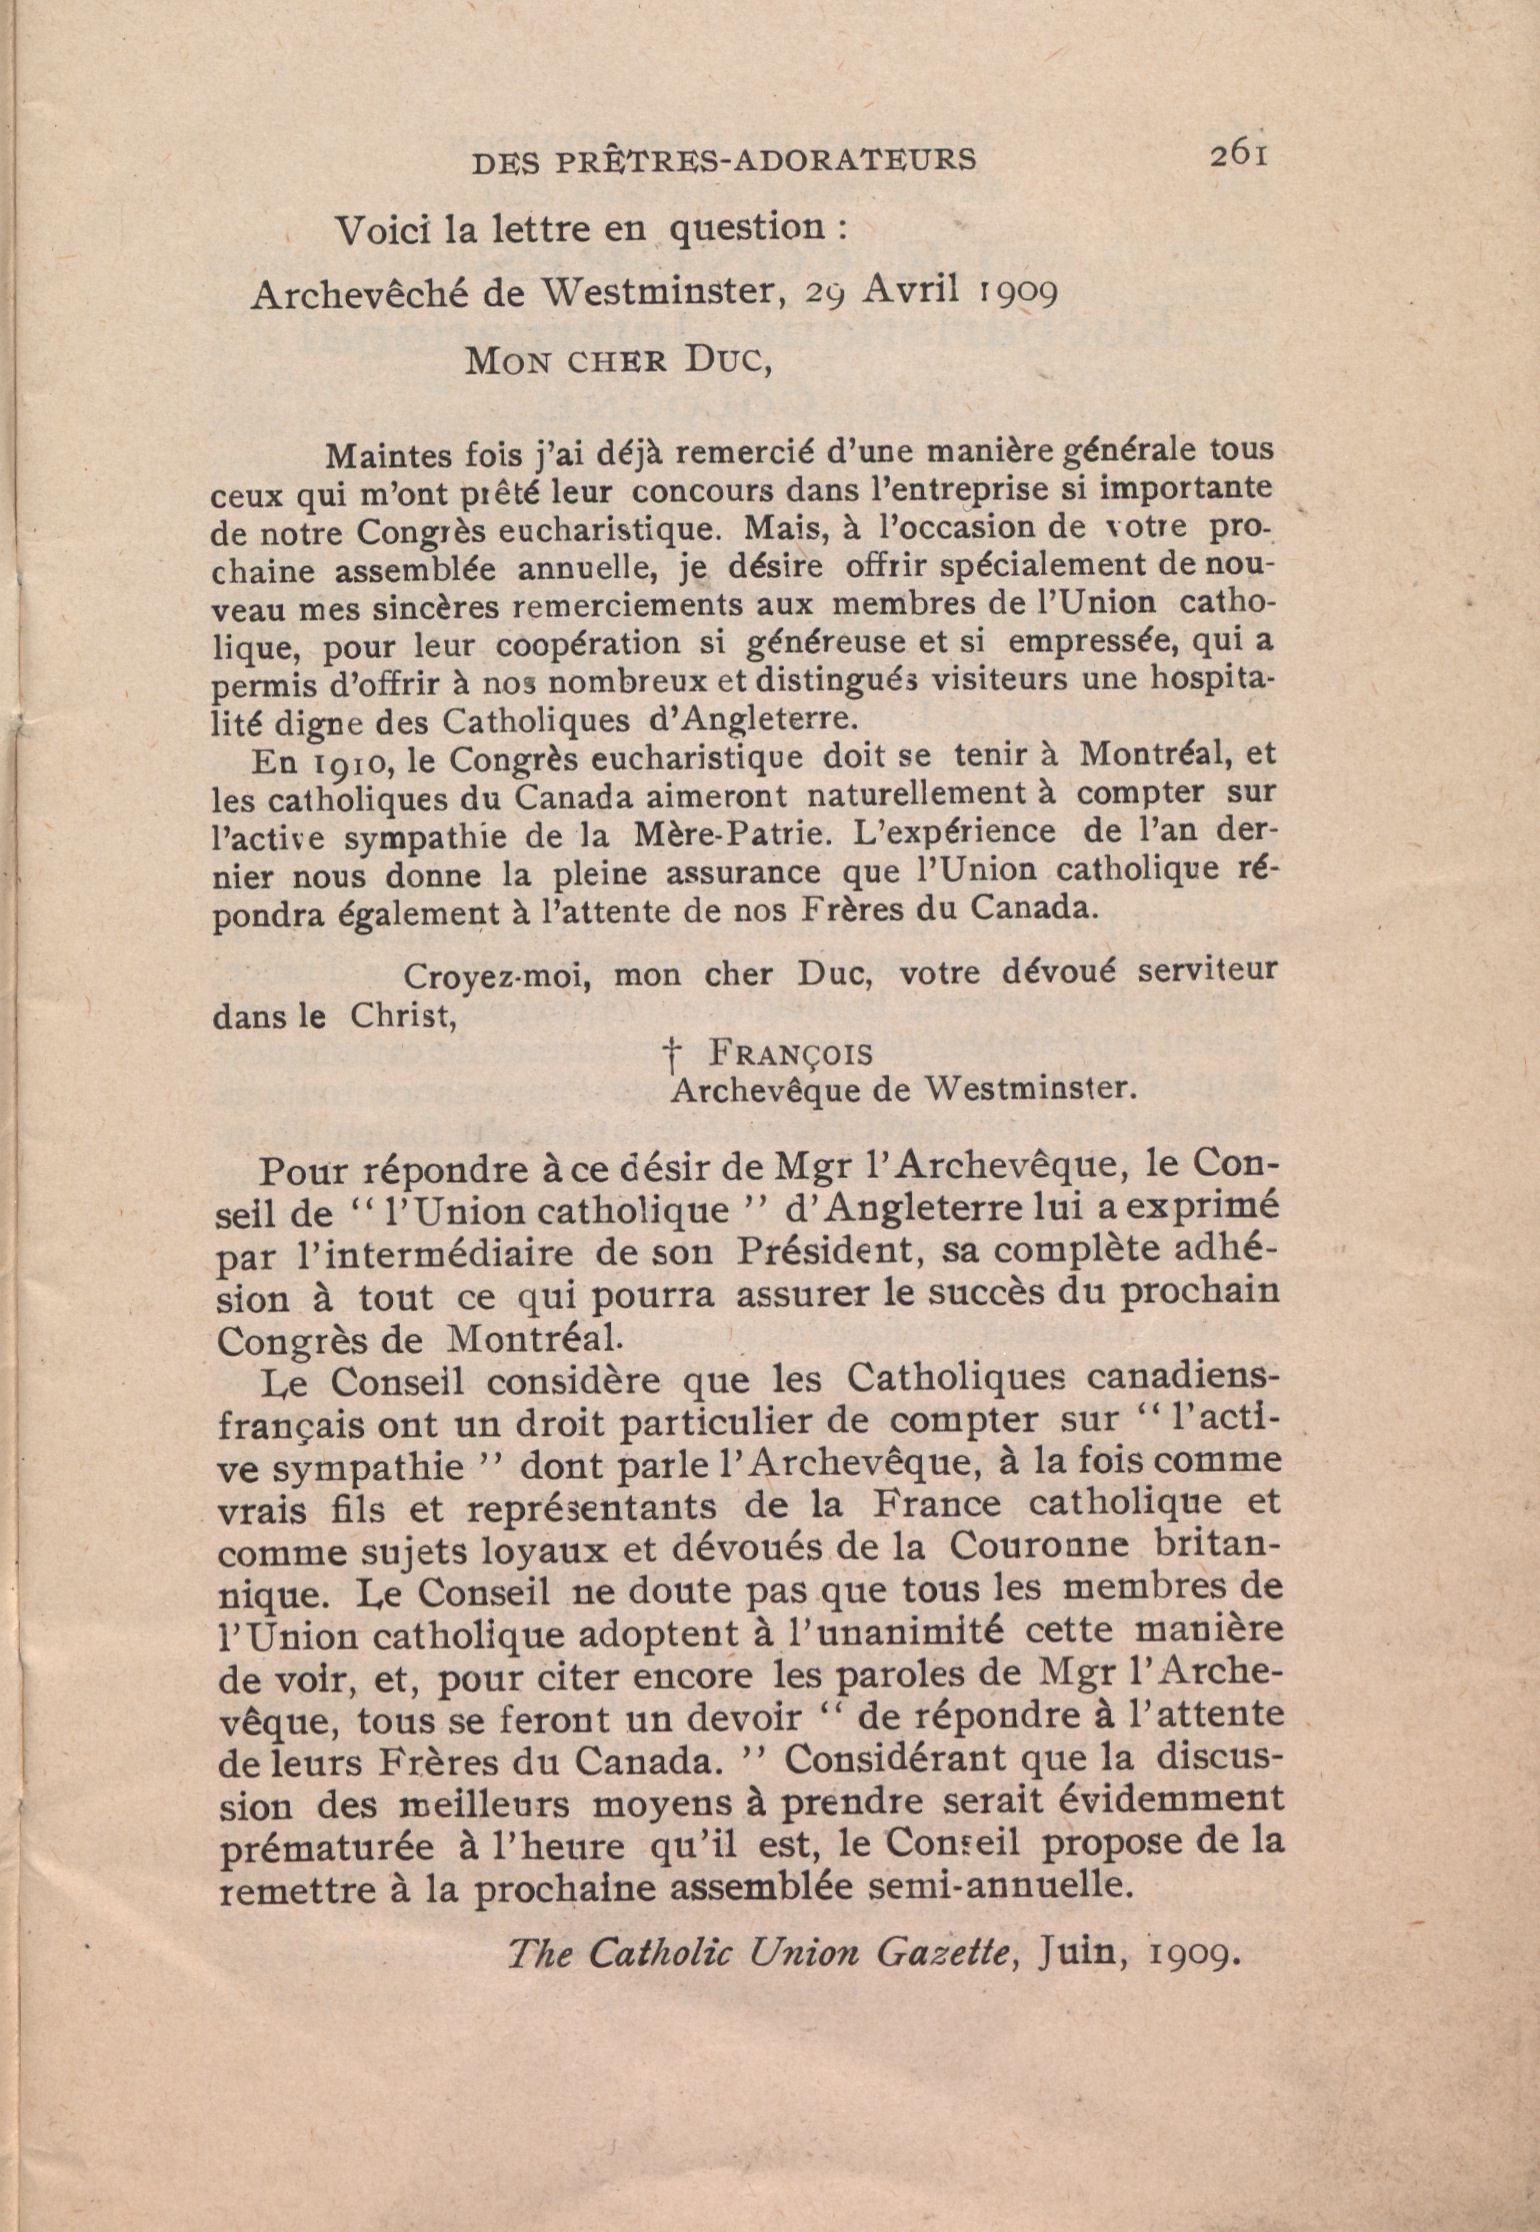 DES PRÊTRES-ADORATEURS 261
Voici la lettre en question :
Archevêché de Westminster, 29 Avril 1909
MON CHER DUC,
Maintes fois j'ai déjà remercié d'une manière générale tous
ceux qui m'ont prêté leur concours dans l'entreprise si importante
de notre Congrès eucharistique. Mais, à l'occasion de votre pro-
chaine assemblée annuelle, je désire offrir spécialement de nou-
veau mes sincères remerciements aux membres de l'Union catho-
lique, pour leur coopération si généreuse et si empressée, qui a
permis d'offrir à nos nombreux et distingués visiteurs une hospita-
lité digne des Catholiques d'Angleterre.
En 1910, le Congrès eucharistique doit se tenir à Montréal, et
les catholiques du Canada aimeront naturellement à compter sur
l'active sympathie de la Mère-Patrie. L'expérience de l'an der-
nier nous donne la pleine assurance que l'Union catholique ré-
pondra également à l'attente de nos Frères du Canada.
Croyez-moi, mon cher Duc, votre dévoué serviteur
dans le Christ,
† FRANÇOIS
Archevêque de Westminster.
Pour répondre à ce désir de Mgr l'Archevêque, le Con-
seil de “ l'Union catholique ” d'Angleterre lui a exprimé
par l'intermédiaire de son Président, sa complète adhé-
sion à tout ce qui pourra assurer le succès du prochain
Congrès de Montréal.
Le Conseil considère que les Catholiques canadiens-
français ont un droit particulier de compter sur “ l'acti-
ve sympathie ” dont parle l'Archevêque, à la fois comme
vrais fils et représentants de la France catholique et
comme sujets loyaux et dévoués de la Couronne britan-
nique. Le Conseil ne doute pas que tous les membres de
l'Union catholique adoptent à l'unanimité cette manière
de voir, et, pour citer encore les paroles de Mgr l'Arche-
vêque, tous se feront un devoir “ de répondre à l'attente
de leurs Frères du Canada. ” Considérant que la discus-
sion des meilleurs moyens à prendre serait évidemment
prématurée à l'heure qu'il est, le Conseil propose de la
remettre à la prochaine assemblée semi-annuelle.
The Catholic Union Gazette, Juin, 1909.